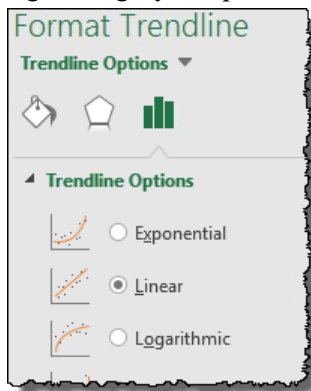 Format Trendline
Trendline Options
Trendline Options
Exponential
Linear
Logarithmic